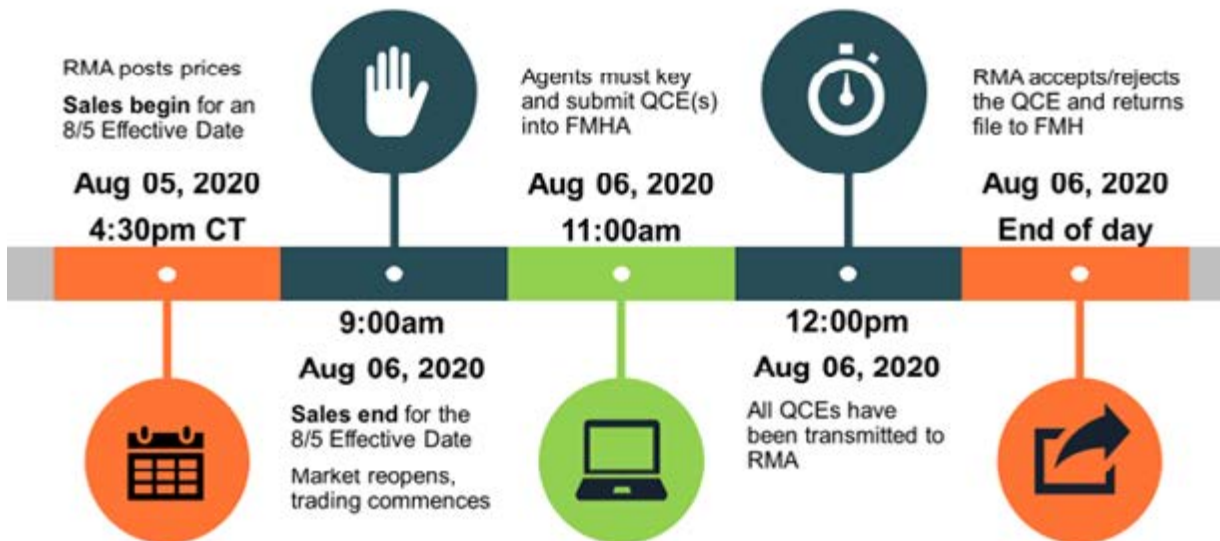 RMA posts prices
Sales begin for an
8/5 Effective Date
Aug 05, 2020
4:30pm CT
9:00am
Aug 06, 2020
Sales end for the
8/5 Effective Date
Market reopens,
trading commences
Agents must key
and submit QCE(s)
into FMHA
Aug 06, 2020
11:00am
12:00pm
Aug 06, 2020
All QCEs have
been transmitted to
RMA
RMA accepts/rejects
the QCE and returns
file to FMH
Aug 06, 2020
End of day